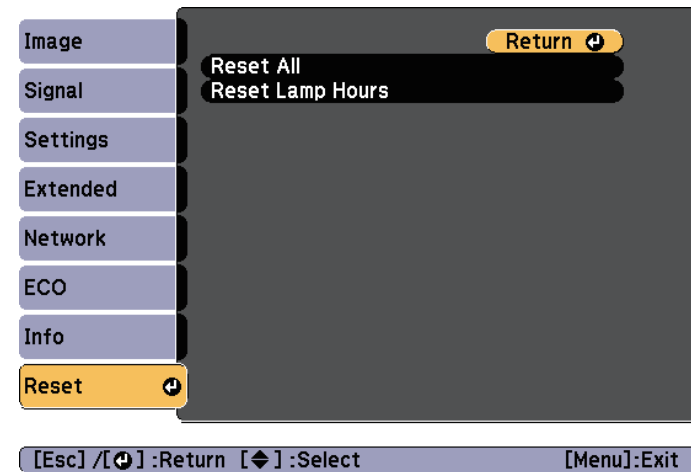 Image
Signal
Settings
Extended
Network
ECO
Info
Reset
Return
Reset All
Reset Lamp Hours
[Esc] /[ ] :Return [ ] :Select
[Menu]:Exit